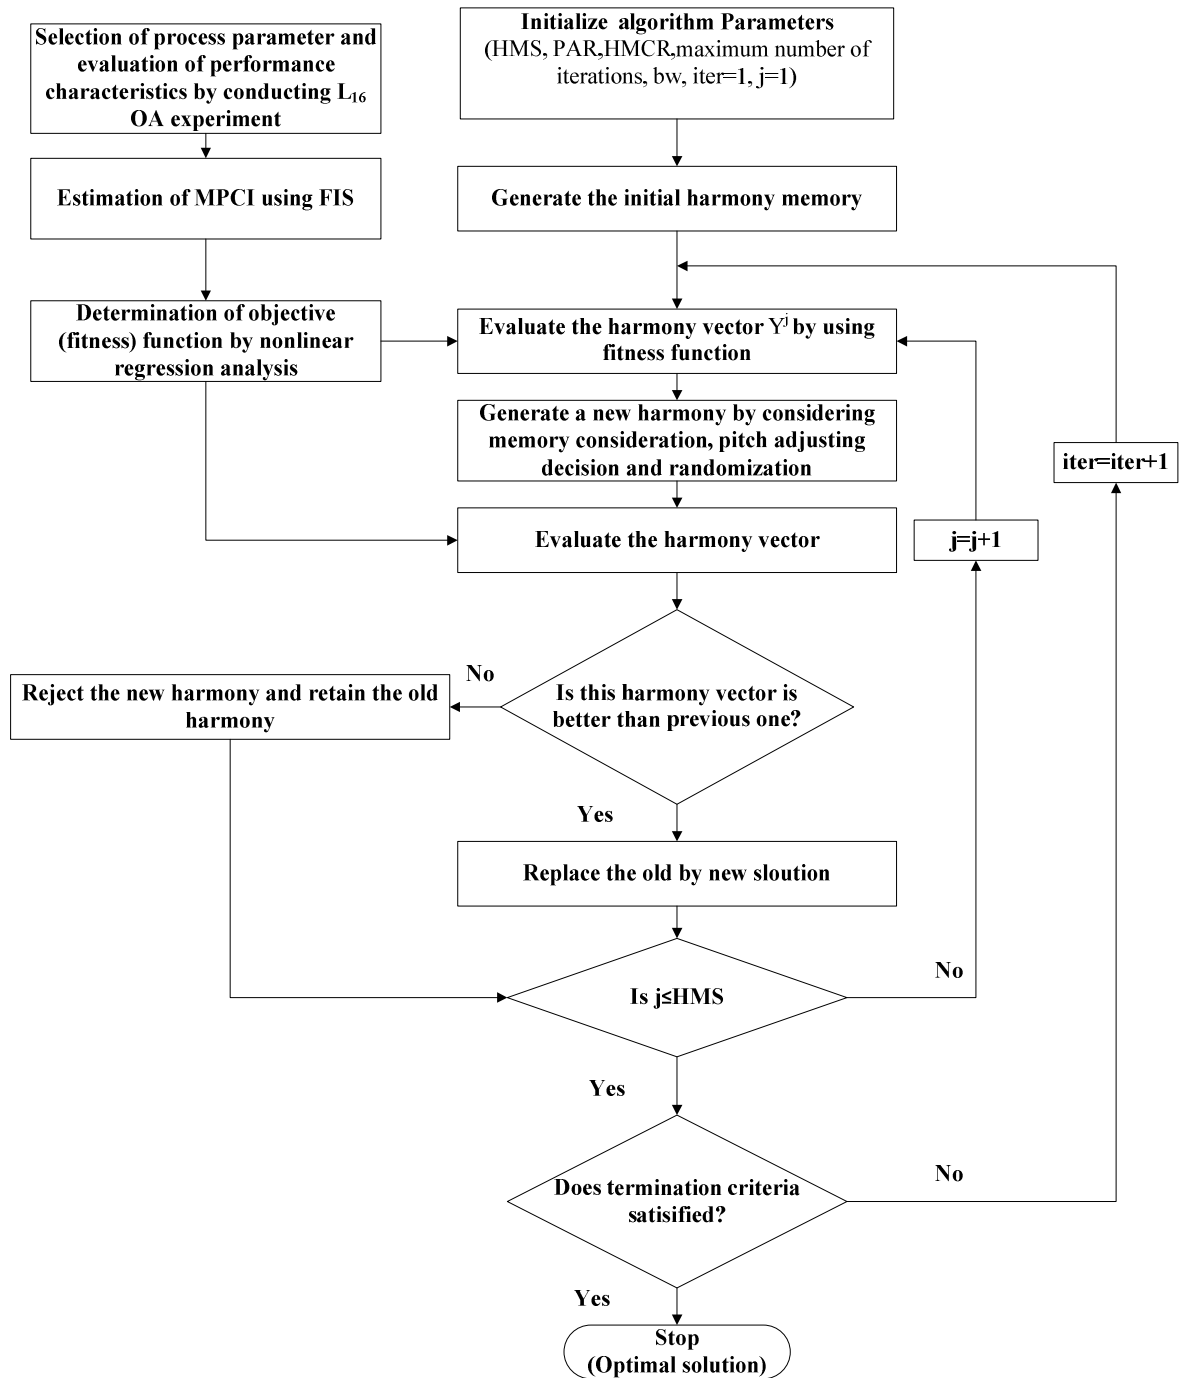 Selection of process parameter and
evaluation of performance
characteristics by conducting L16
OA experiment
Estimation of MPCI using FIS
Determination of objective
(fitness) function by nonlinear
regression analysis
Initialize algorithm Parameters
(HMS, PAR,HMCR,maximum number of
iterations, bw, iter=1, j=1)
Generate the initial harmony memory
Evaluate the harmony vector Yj by using
fitness function
Generate a new harmony by considering
memory consideration, pitch adjusting
decision and randomization
iter=iter+1
Evaluate the harmony vector
j=j+1
No
Reject the new harmony and retain the old
harmony
Is this harmony vector is
better than previous one?
Yes
Replace the old by new sloution
No
Is j≤HMS
Yes
No
Does termination criteria
satisified?
Yes
Stop
(Optimal solution)